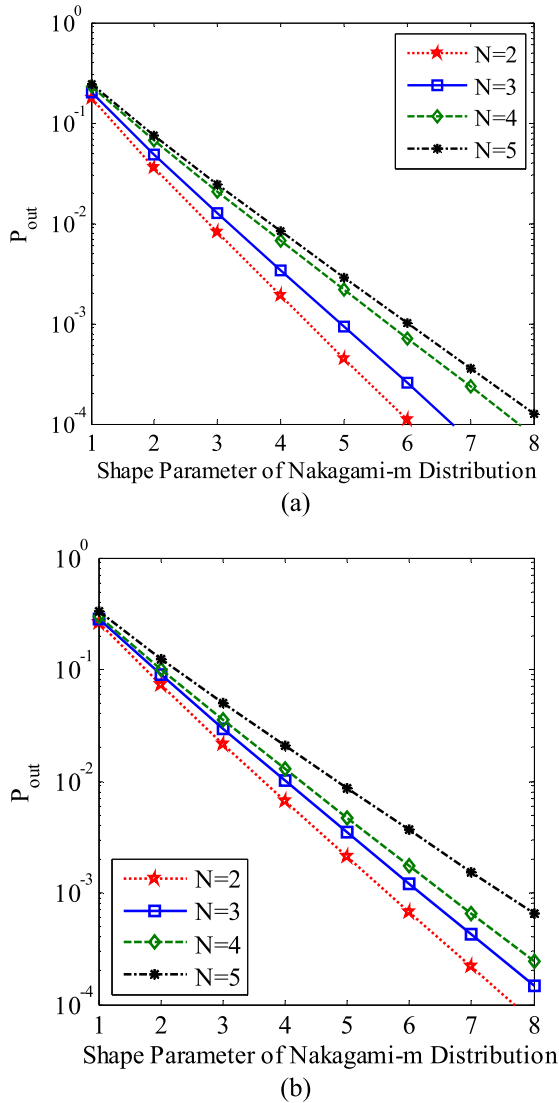 10^0
10^-1
10^-2
10^-3
10^-4
P_out
N=2
N=3
N=4
N=5
1 2 3 4 5 6 7 8
Shape Parameter of Nakagami-m Distribution
(a)
10^0
10^-1
10^-2
10^-3
10^-4
P_out
N=2
N=3
N=4
N=5
1 2 3 4 5 6 7 8
Shape Parameter of Nakagami-m Distribution
(b)